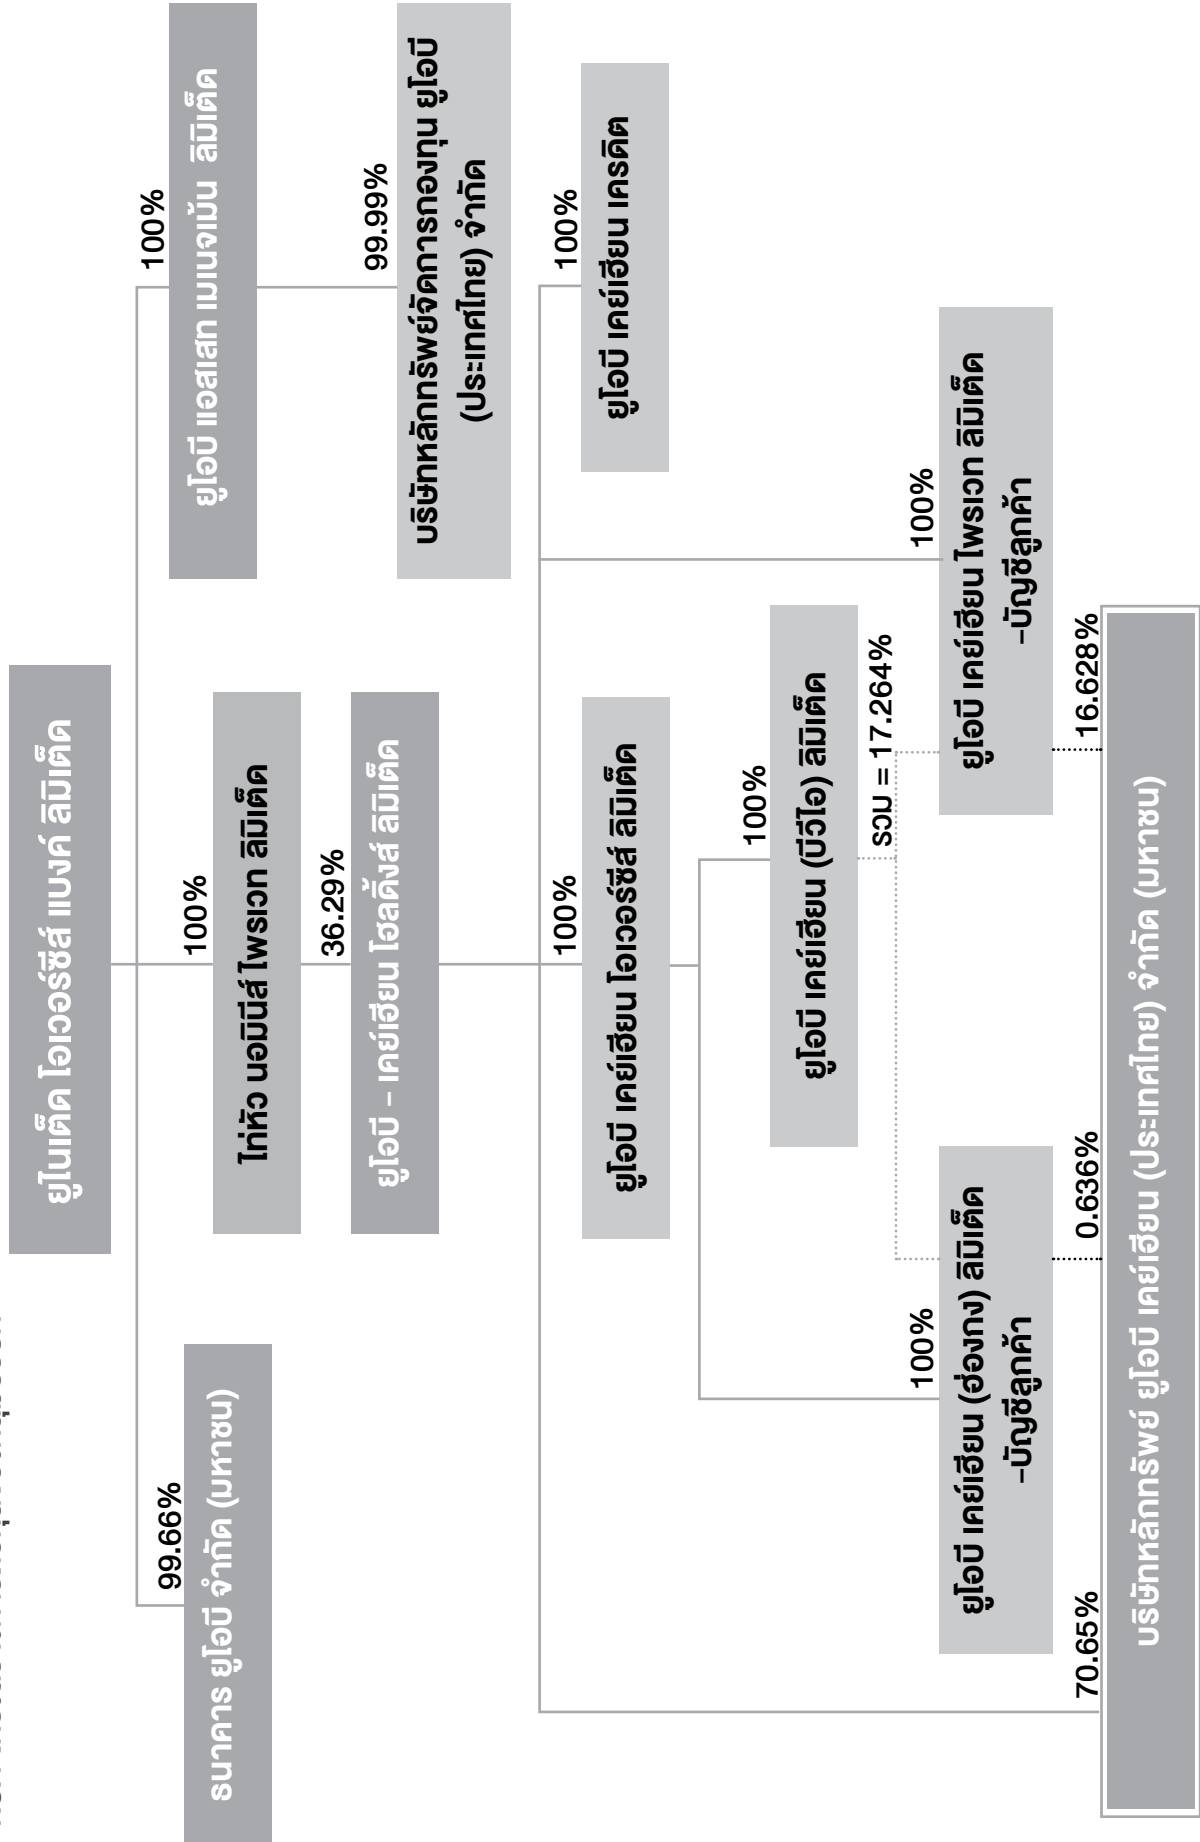 ยูไนเต็ด โอเวอร์ซีส์ แบงค์ ลิมิเต็ด
99.66%
ธนาคาร ยูโอบี จำกัด (มหาชน)
100%
ไท่หัว นอมินีส์ ไพรเวท ลิมิเต็ด
100%
ยูโอบี แอสเสท เมเนจเม้น ลิมิเต็ด
36.29%
ยูโอบี – เคย์เฮียน โฮลดิ้งส์ ลิมิเต็ด
99.99%
บริษัทหลักทรัพย์จัดการกองทุน ยูโอบี
(ประเทศไทย) จำกัด
100%
ยูโอบี เคย์เฮียน โอเวอร์ซีส์ ลิมิเต็ด
100%
ยูโอบี เคย์เฮียน เครดิต
100%
ยูโอบี เคย์เฮียน (บีวีไอ) ลิมิเต็ด
รวม = 17.264%
100%
ยูโอบี เคย์เฮียน (ฮ่องกง) ลิมิเต็ด
–บัญชีลูกค้า
100%
ยูโอบี เคย์เฮียน ไพรเวท ลิมิเต็ด
–บัญชีลูกค้า
70.65%
0.636%
16.628%
บริษัทหลักทรัพย์ ยูโอบี เคย์เฮียน (ประเทศไทย) จำกัด (มหาชน)